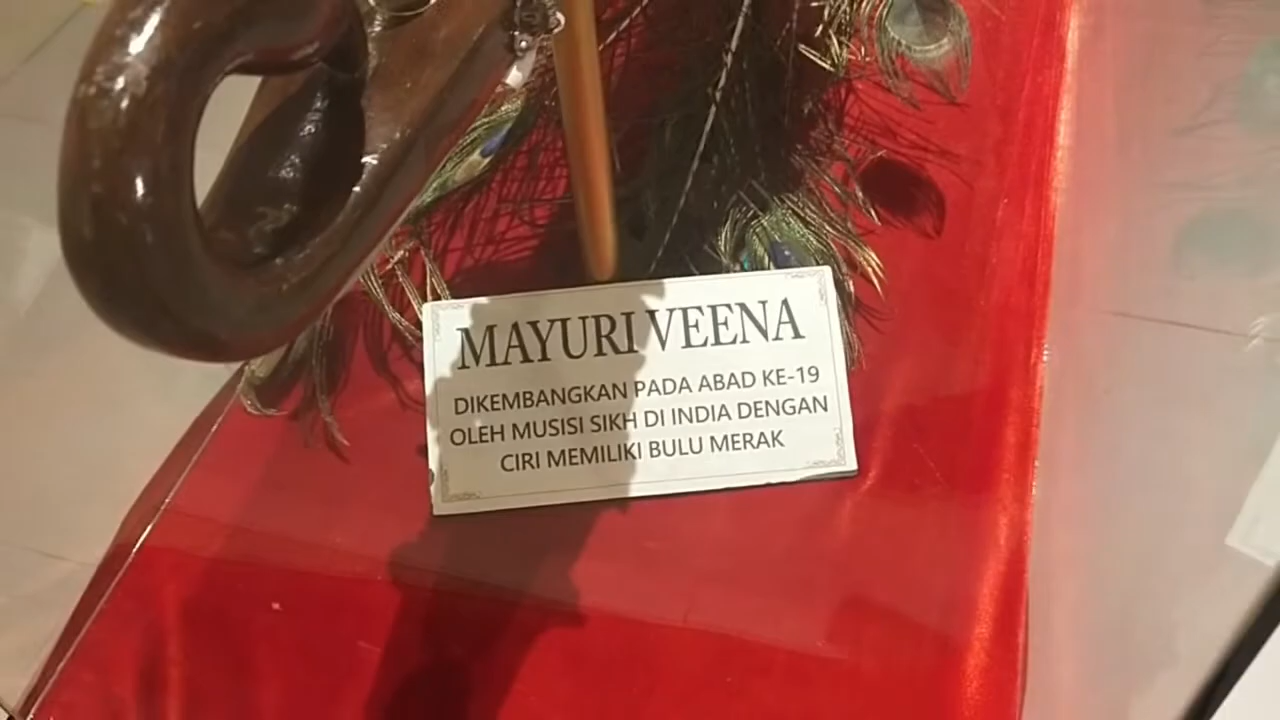 MAYURI VEENA
DIKEMBANGKAN PADA ABAD KE-19
OLEH MUSISI SIKH DI INDIA DENGAN
CIRI MEMILIKI BULU MERAK